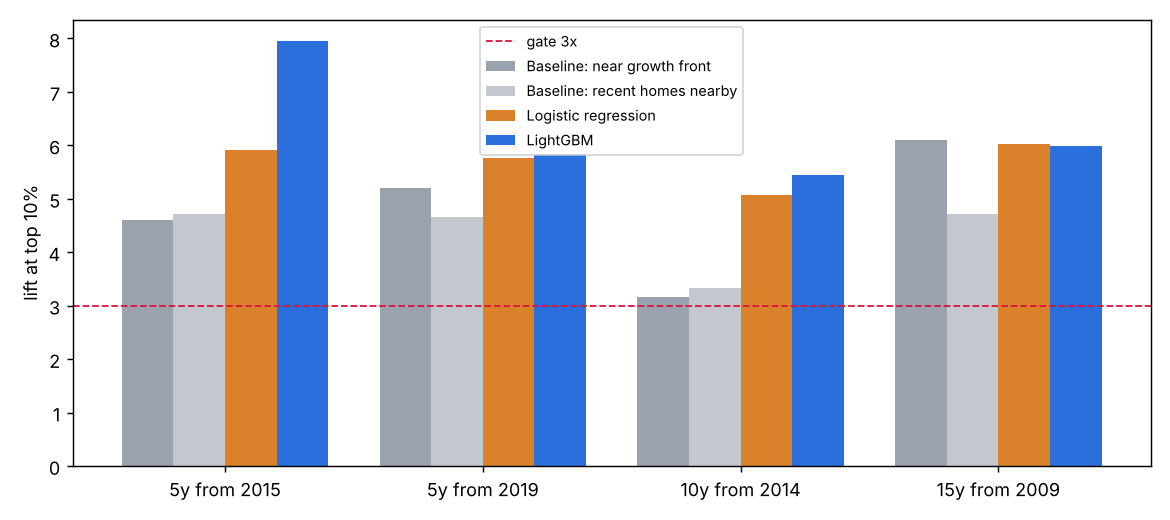 lift at top 10%
8
7
6
5
4
3
2
1
0
gate 3x
Baseline: near growth front
Baseline: recent homes nearby
Logistic regression
LightGBM
5y from 2015
5y from 2019
10y from 2014
15y from 2009